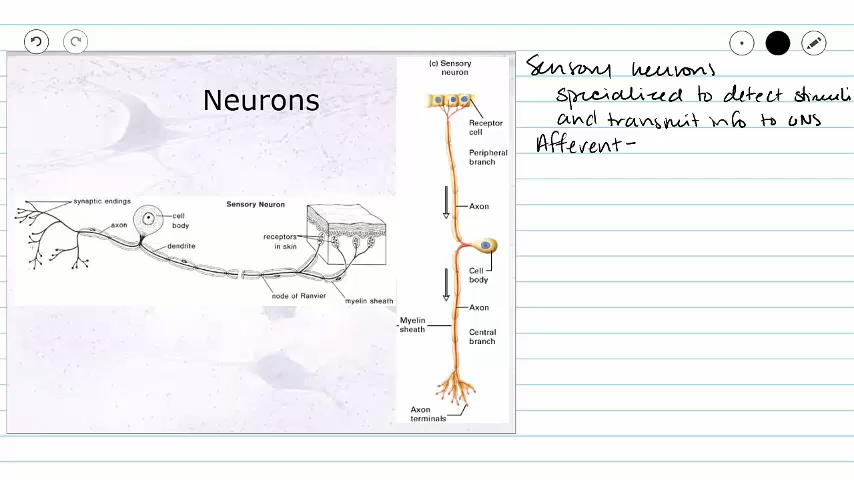 Neurons
synaptic endings
axon
cell
body
dendrite
Sensory Neuron
receptors
in skin
node of Ranvier
myelin sheath
(c) Sensory
neuron
Receptor
cell
Peripheral
branch
Axon
Cell
body
Axon
Myelin
sheath
Central
branch
Axon
terminals
Sensory neurons
specialized to detect stimuli
and transmit info to CNS
Afferent-